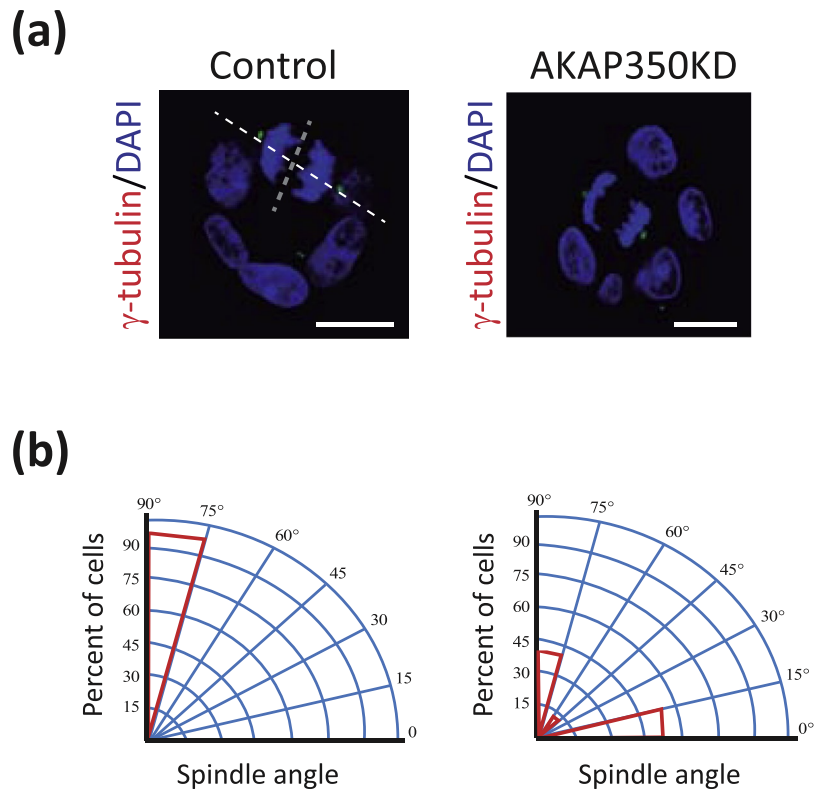 (a)
Control
AKAP350KD
γ-tubulin/DAPI
γ-tubulin/DAPI
(b)
90°
75°
60°
45
30
15
0
90
75
60
45
30
15
Percent of cells
Spindle angle
90°
75°
60°
45°
30°
15°
0°
90
75
60
45
30
15
Percent of cells
Spindle angle